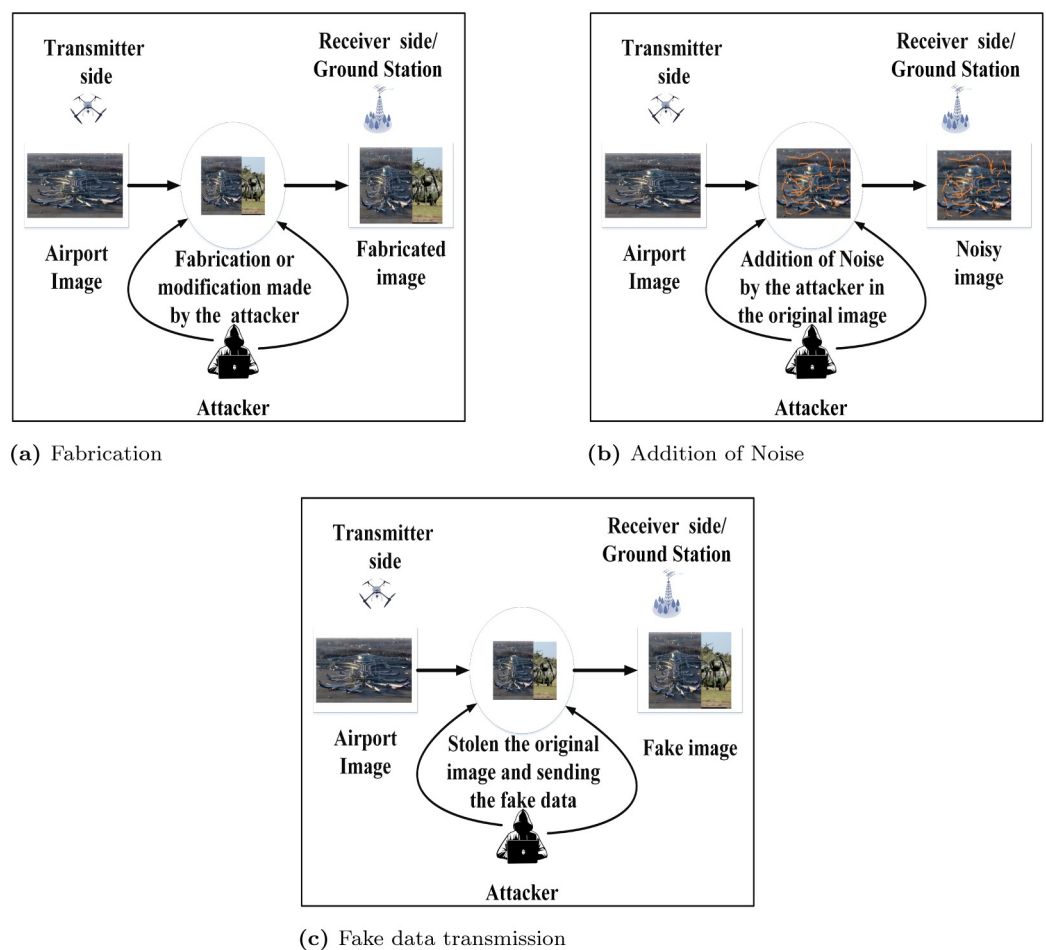 Transmitter
side
Receiver side/
Ground Station
Airport
Image
Fabrication or
modification made
by the attacker
Fabricated
image
Attacker
(a) Fabrication
Transmitter
side
Receiver side/
Ground Station
Airport
Image
Addition of Noise
by the attacker in
the original image
Noisy
image
Attacker
(b) Addition of Noise
Transmitter
side
Receiver side/
Ground Station
Airport
Image
Stolen the original
image and sending
the fake data
Fake image
Attacker
(c) Fake data transmission